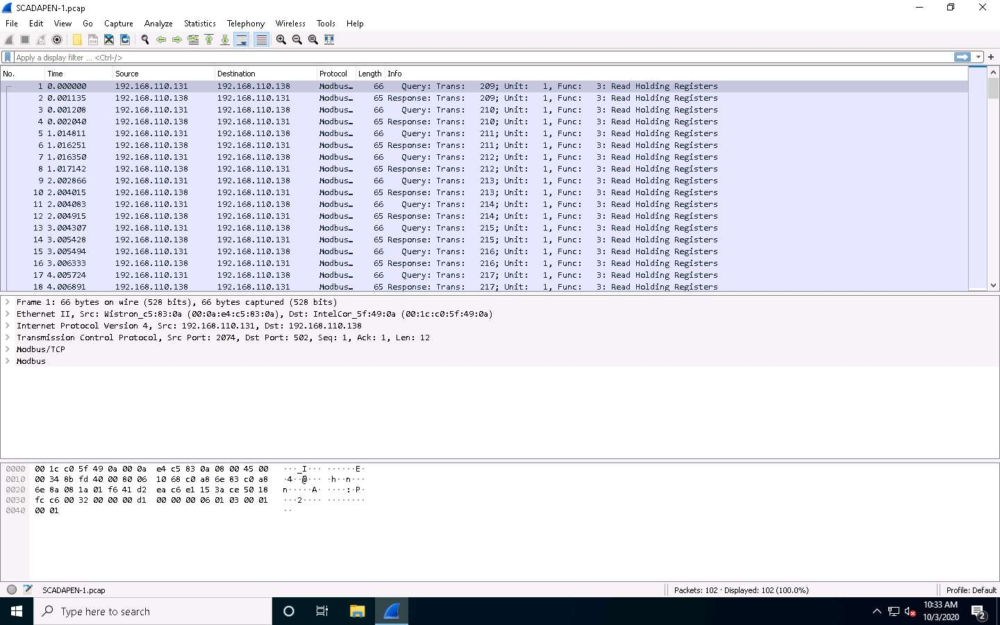 SCADAPEN-1.pcap
File Edit View Go Capture Analyze Statistics Telephony Wireless Tools Help
Apply a display filter ... <Ctrl-/>
No. Time Source Destination Protocol Length Info
1 0.000000 192.168.110.131 192.168.110.138 Modbus… 66 Query: Trans: 209; Unit: 1, Func: 3: Read Holding Registers
2 0.001135 192.168.110.138 192.168.110.131 Modbus… 65 Response: Trans: 209; Unit: 1, Func: 3: Read Holding Registers
3 0.001208 192.168.110.131 192.168.110.138 Modbus… 66 Query: Trans: 210; Unit: 1, Func: 3: Read Holding Registers
4 0.002040 192.168.110.138 192.168.110.131 Modbus… 65 Response: Trans: 210; Unit: 1, Func: 3: Read Holding Registers
5 1.014811 192.168.110.131 192.168.110.138 Modbus… 66 Query: Trans: 211; Unit: 1, Func: 3: Read Holding Registers
6 1.016251 192.168.110.138 192.168.110.131 Modbus… 65 Response: Trans: 211; Unit: 1, Func: 3: Read Holding Registers
7 1.016350 192.168.110.131 192.168.110.138 Modbus… 66 Query: Trans: 212; Unit: 1, Func: 3: Read Holding Registers
8 1.017142 192.168.110.138 192.168.110.131 Modbus… 65 Response: Trans: 212; Unit: 1, Func: 3: Read Holding Registers
9 2.002866 192.168.110.131 192.168.110.138 Modbus… 66 Query: Trans: 213; Unit: 1, Func: 3: Read Holding Registers
10 2.004015 192.168.110.138 192.168.110.131 Modbus… 65 Response: Trans: 213; Unit: 1, Func: 3: Read Holding Registers
11 2.004083 192.168.110.131 192.168.110.138 Modbus… 66 Query: Trans: 214; Unit: 1, Func: 3: Read Holding Registers
12 2.004915 192.168.110.138 192.168.110.131 Modbus… 65 Response: Trans: 214; Unit: 1, Func: 3: Read Holding Registers
13 3.004307 192.168.110.131 192.168.110.138 Modbus… 66 Query: Trans: 215; Unit: 1, Func: 3: Read Holding Registers
14 3.005428 192.168.110.138 192.168.110.131 Modbus… 65 Response: Trans: 215; Unit: 1, Func: 3: Read Holding Registers
15 3.005494 192.168.110.131 192.168.110.138 Modbus… 66 Query: Trans: 216; Unit: 1, Func: 3: Read Holding Registers
16 3.006333 192.168.110.138 192.168.110.131 Modbus… 65 Response: Trans: 216; Unit: 1, Func: 3: Read Holding Registers
17 4.005724 192.168.110.131 192.168.110.138 Modbus… 66 Query: Trans: 217; Unit: 1, Func: 3: Read Holding Registers
18 4.006891 192.168.110.138 192.168.110.131 Modbus… 65 Response: Trans: 217; Unit: 1, Func: 3: Read Holding Registers
Frame 1: 66 bytes on wire (528 bits), 66 bytes captured (528 bits)
Ethernet II, Src: Wistron_c5:83:0a (00:0a:e4:c5:83:0a), Dst: IntelCor_5f:49:0a (00:1c:c0:5f:49:0a)
Internet Protocol Version 4, Src: 192.168.110.131, Dst: 192.168.110.138
Transmission Control Protocol, Src Port: 2074, Dst Port: 502, Seq: 1, Ack: 1, Len: 12
Modbus/TCP
Modbus
0000 00 1c c0 5f 49 0a 00 0a e4 c5 83 0a 08 00 45 00 ···_I··· ······E·
0010 00 34 8b fd 40 00 80 06 10 68 c0 a8 6e 83 c0 a8 ·4··@··· ·h··n···
0020 6e 8a 08 1a 01 f6 41 d2 ea c6 e1 15 3a ce 50 18 n·····A· ····:·P·
0030 fc c6 00 32 00 00 00 d1 00 00 00 06 01 03 00 01 ···2···· ········
0040 00 01 ··
SCADAPEN-1.pcap Packets: 102 · Displayed: 102 (100.0%) Profile: Default
Type here to search
10:33 AM
10/3/2020
2